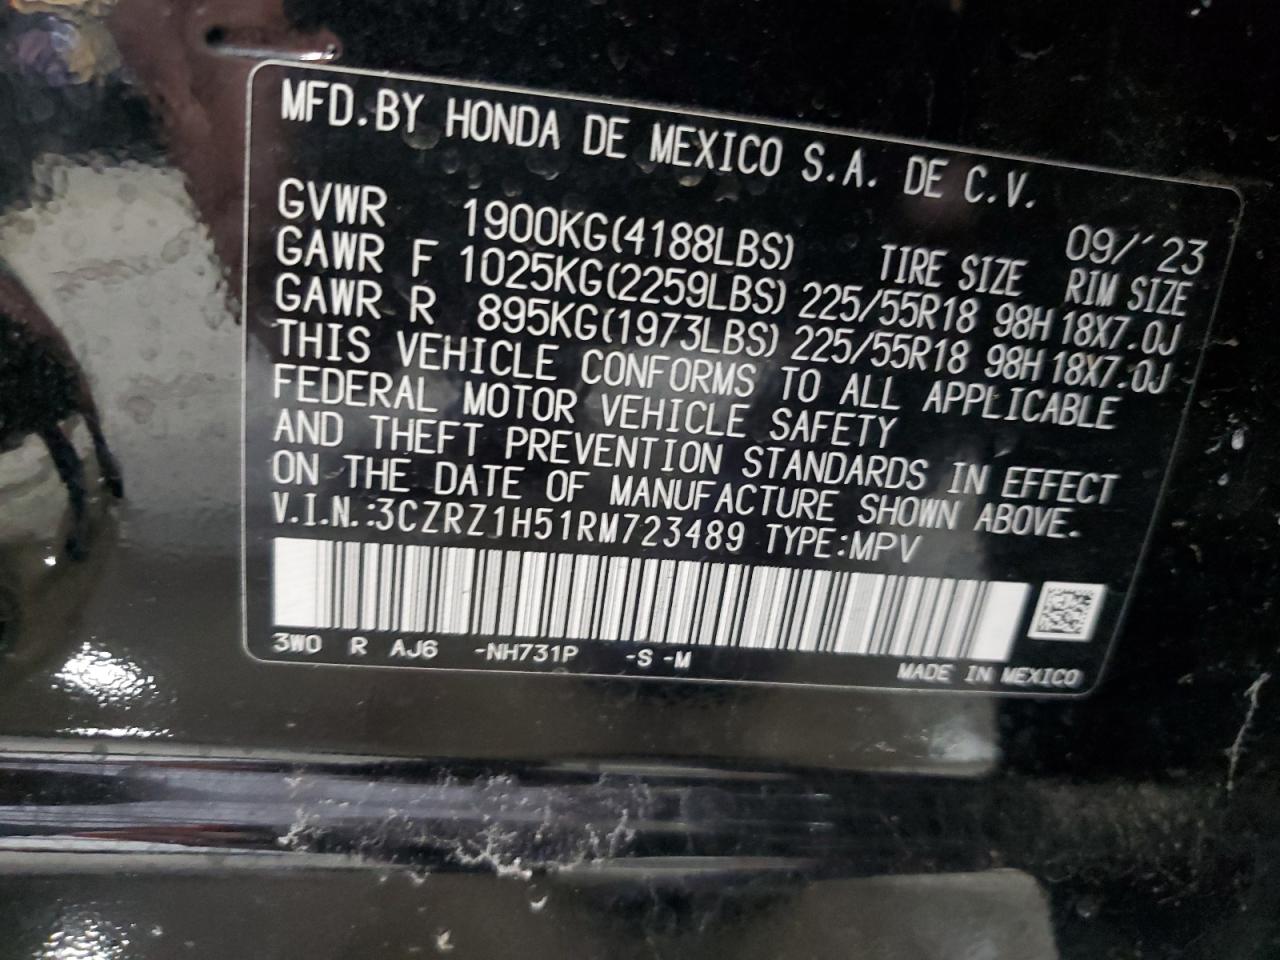 MFD.BY HONDA DE MEXICO S.A. DE C.V.
09/'23
GVWR 1900KG(4188LBS) TIRE SIZE RIM SIZE
GAWR F 1025KG(2259LBS) 225/55R18 98H 18X7.0J
GAWR R 895KG(1973LBS) 225/55R18 98H 18X7.0J
THIS VEHICLE CONFORMS TO ALL APPLICABLE
FEDERAL MOTOR VEHICLE SAFETY
AND THEFT PREVENTION STANDARDS IN EFFECT
ON THE DATE OF MANUFACTURE SHOWN ABOVE.
V.I.N.:3CZRZ1H51RM723489 TYPE:MPV
3W0 R AJ6 -NH731P -S -M
MADE IN MEXICO